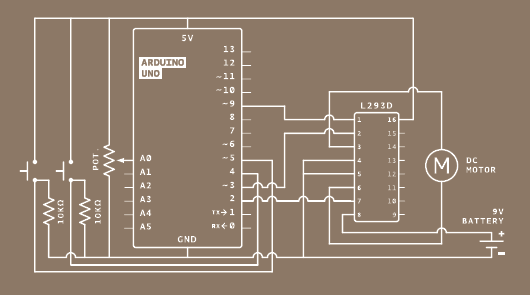 5V
ARDUINO
UNO
13
12
~11
~10
~9
8
7
~6
~5
4
~3
2
TX→1
RX←0
A0
A1
A2
A3
A4
A5
GND
POT.
10KΩ
10KΩ
L293D
1 16
2 15
3 14
4 13
5 12
6 11
7 10
8 9
M
DC
MOTOR
9V
BATTERY
+
-